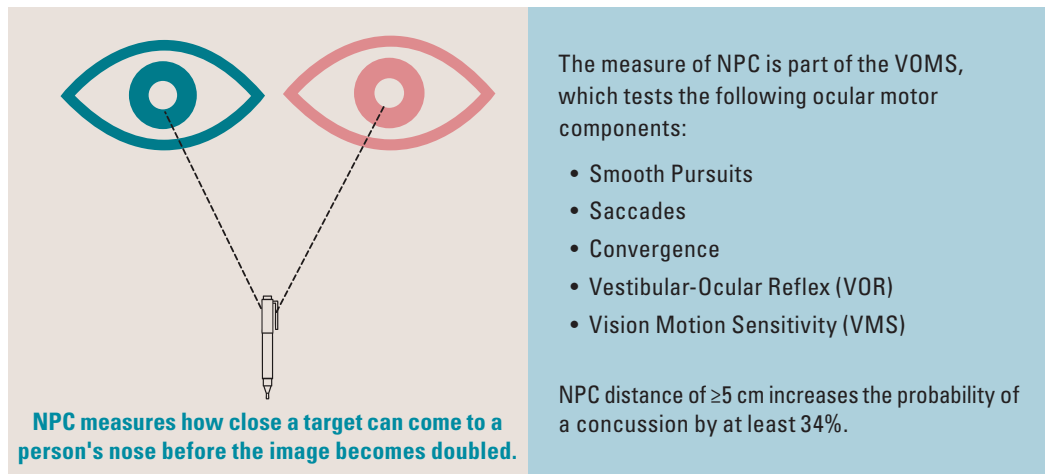 NPC measures how close a target can come to a
person's nose before the image becomes doubled.
The measure of NPC is part of the VOMS,
which tests the following ocular motor
components:
• Smooth Pursuits
• Saccades
• Convergence
• Vestibular-Ocular Reflex (VOR)
• Vision Motion Sensitivity (VMS)
NPC distance of ≥5 cm increases the probability of
a concussion by at least 34%.